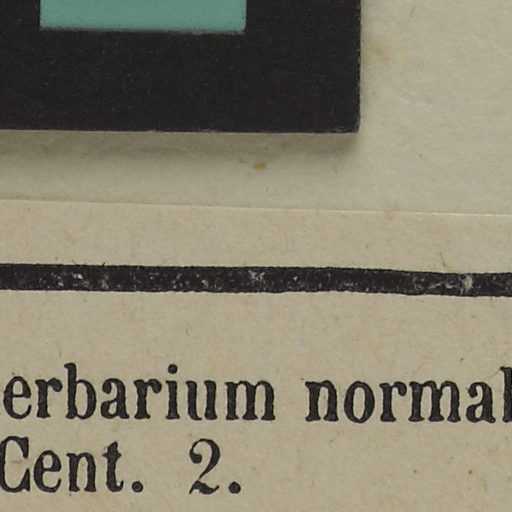 erbarium normal
Cent. 2.